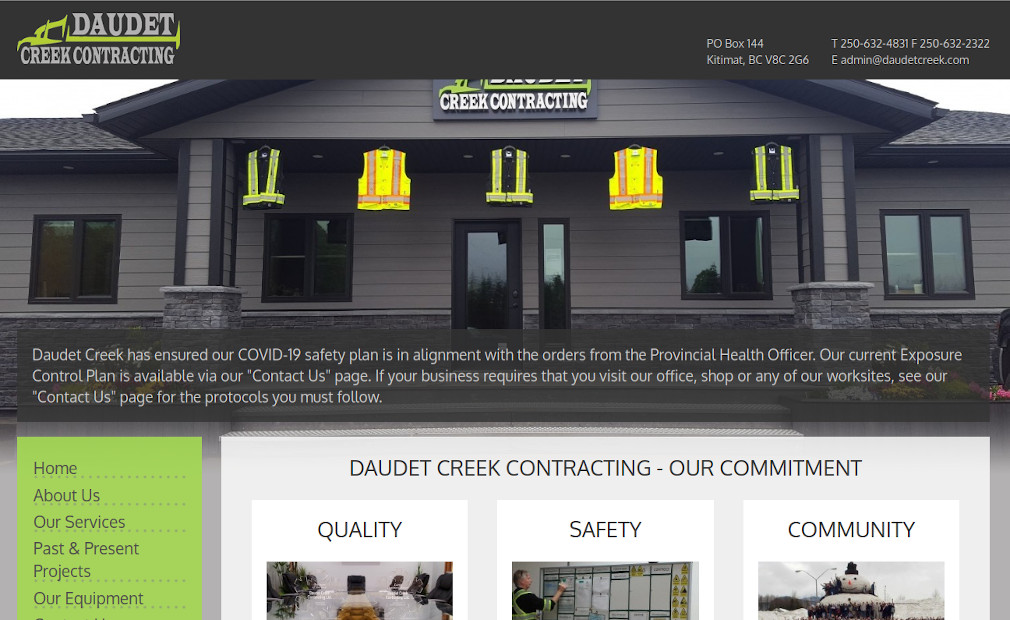 DAUDET
CREEK CONTRACTING
PO Box 144
Kitimat, BC V8C 2G6
T 250-632-4831 F 250-632-2322
E admin@daudetcreek.com
DAUDET
CREEK CONTRACTING
Daudet Creek has ensured our COVID-19 safety plan is in alignment with the orders from the Provincial Health Officer. Our current Exposure
Control Plan is available via our "Contact Us" page. If your business requires that you visit our office, shop or any of our worksites, see our
"Contact Us" page for the protocols you must follow.
Home
About Us
Our Services
Past & Present
Projects
Our Equipment
DAUDET CREEK CONTRACTING - OUR COMMITMENT
QUALITY
SAFETY
COMMUNITY